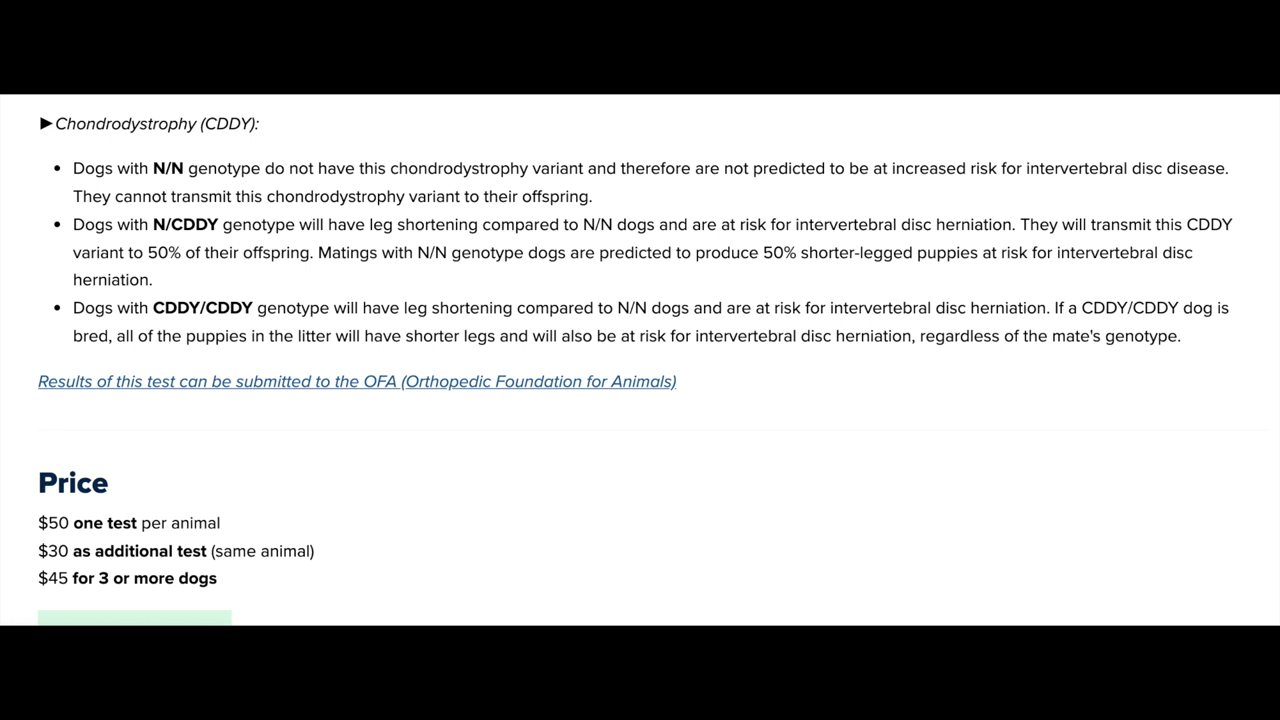 ►Chondrodystrophy (CDDY):
• Dogs with N/N genotype do not have this chondrodystrophy variant and therefore are not predicted to be at increased risk for intervertebral disc disease.
They cannot transmit this chondrodystrophy variant to their offspring.
• Dogs with N/CDDY genotype will have leg shortening compared to N/N dogs and are at risk for intervertebral disc herniation. They will transmit this CDDY
variant to 50% of their offspring. Matings with N/N genotype dogs are predicted to produce 50% shorter-legged puppies at risk for intervertebral disc
herniation.
• Dogs with CDDY/CDDY genotype will have leg shortening compared to N/N dogs and are at risk for intervertebral disc herniation. If a CDDY/CDDY dog is
bred, all of the puppies in the litter will have shorter legs and will also be at risk for intervertebral disc herniation, regardless of the mate's genotype.
Results of this test can be submitted to the OFA (Orthopedic Foundation for Animals)
Price
$50 one test per animal
$30 as additional test (same animal)
$45 for 3 or more dogs